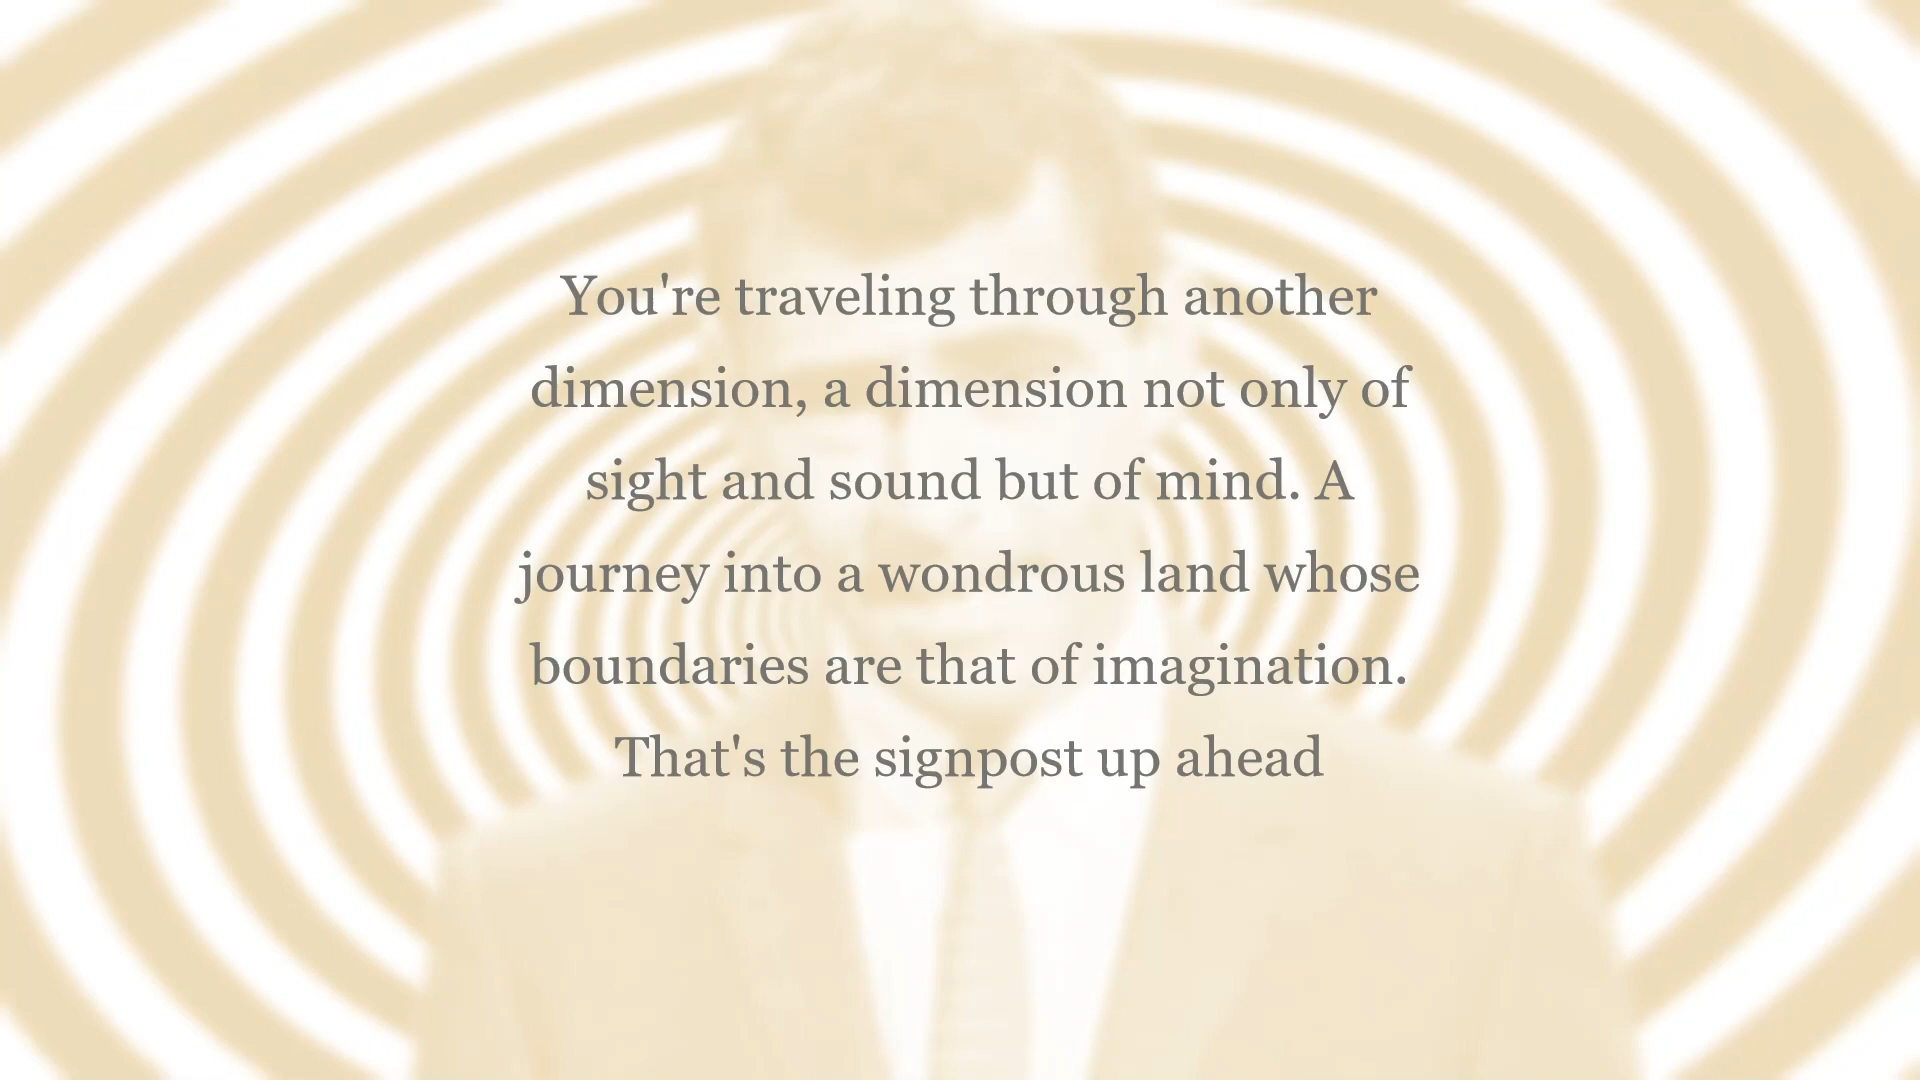 You're traveling through another
dimension, a dimension not only of
sight and sound but of mind. A
journey into a wondrous land whose
boundaries are that of imagination.
That's the signpost up ahead